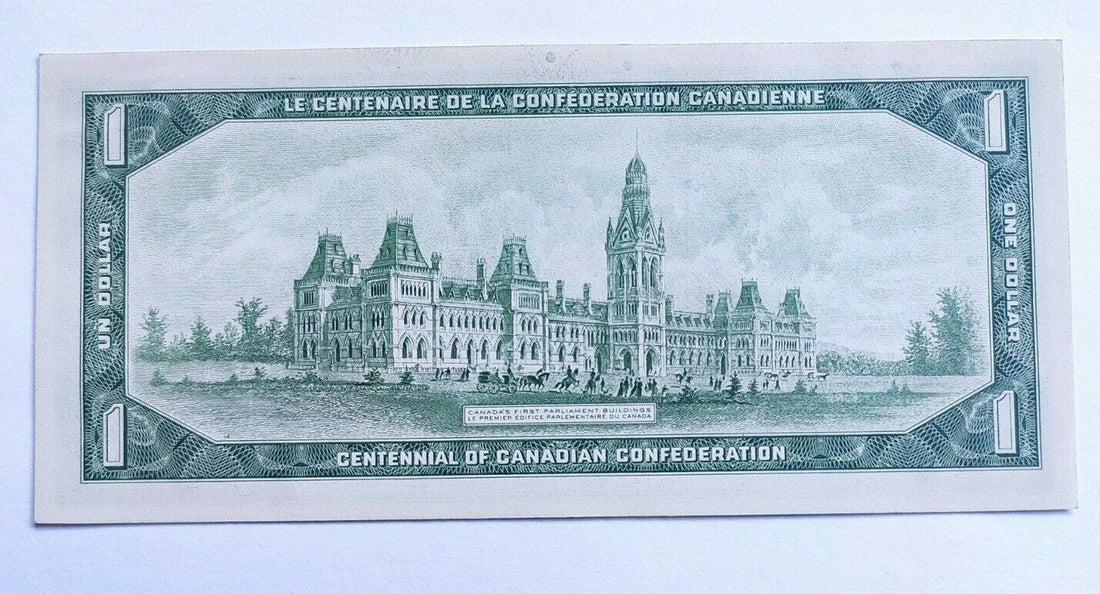 1
LE CENTENAIRE DE LA CONFÉDÉRATION CANADIENNE
1
UN DOLLAR
ONE DOLLAR
CANADA'S FIRST PARLIAMENT BUILDINGS
LE PREMIER ÉDIFICE PARLEMENTAIRE DU CANADA
1
CENTENNIAL OF CANADIAN CONFEDERATION
1